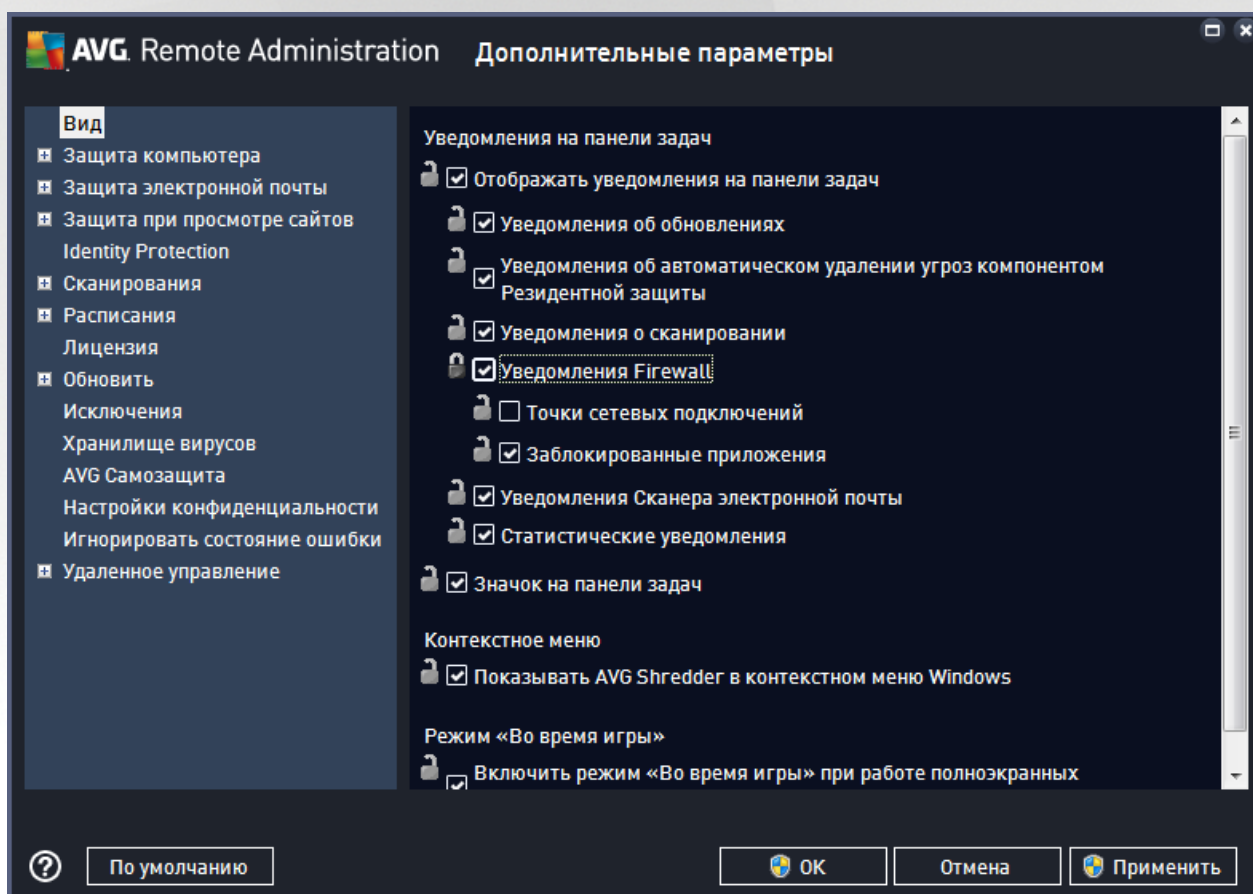 AVG. Remote Administration Дополнительные параметры
Вид
Защита компьютера
Защита электронной почты
Защита при просмотре сайтов
Identity Protection
Сканирования
Расписания
Лицензия
Обновить
Исключения
Хранилище вирусов
AVG Самозащита
Настройки конфиденциальности
Игнорировать состояние ошибки
Удаленное управление
Уведомления на панели задач
Отображать уведомления на панели задач
Уведомления об обновлениях
Уведомления об автоматическом удалении угроз компонентом
Резидентной защиты
Уведомления о сканировании
Уведомления Firewall
Точки сетевых подключений
Заблокированные приложения
Уведомления Сканера электронной почты
Статистические уведомления
Значок на панели задач
Контекстное меню
Показывать AVG Shredder в контекстном меню Windows
Режим «Во время игры»
Включить режим «Во время игры» при работе полноэкранных
По умолчанию
ОК
Отмена
Применить